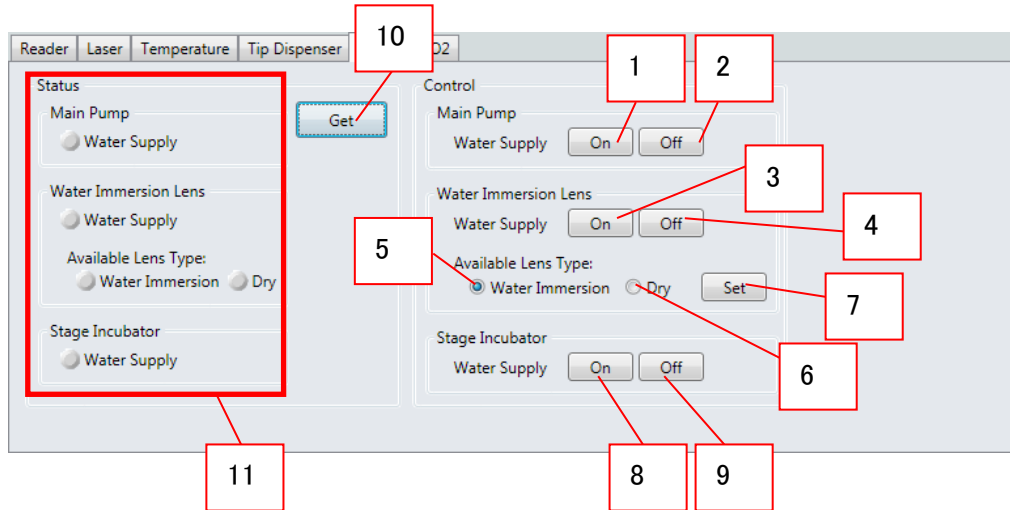 10
Reader Laser Temperature Tip Dispenser O2
1 2
Status
Main Pump
Water Supply
Get
Water Immersion Lens
Water Supply
Available Lens Type:
Water Immersion Dry
Stage Incubator
Water Supply
11
Control
Main Pump
Water Supply On Off
3
Water Immersion Lens
Water Supply On Off
4
5
Available Lens Type:
Water Immersion Dry Set
7
6
Stage Incubator
Water Supply On Off
8 9